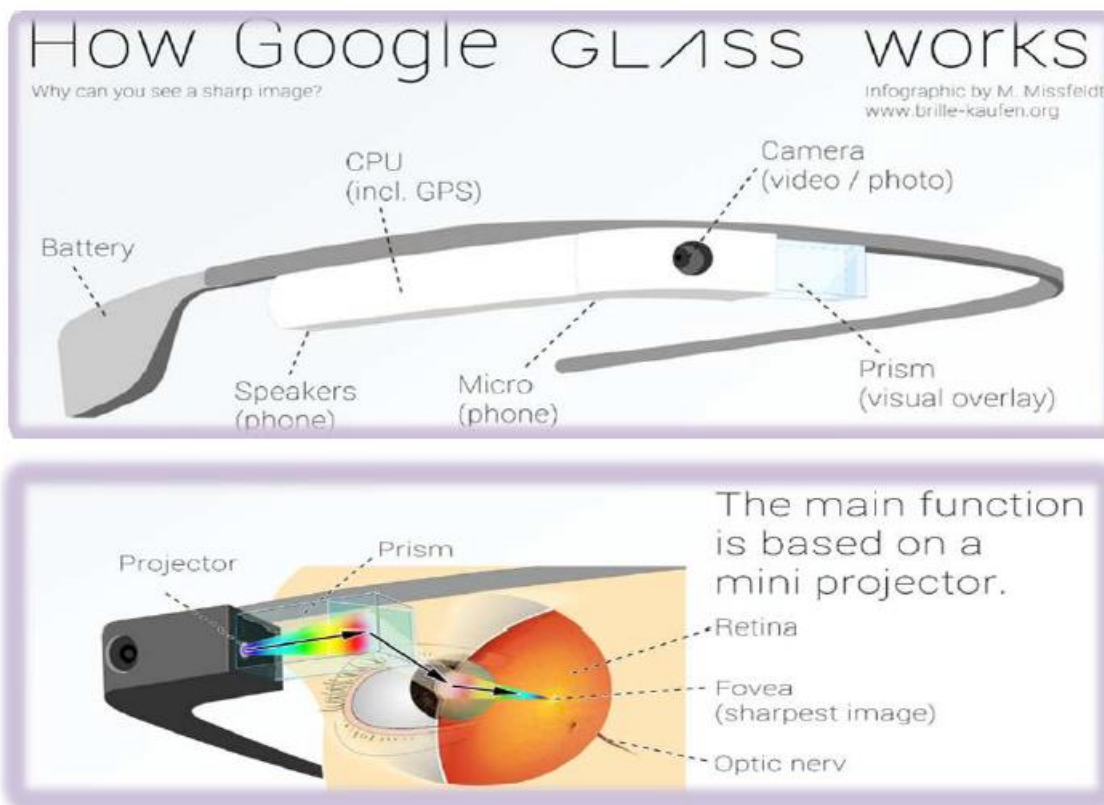 How Google GLASS works
Why can you see a sharp image?
Infographic by M. Missfeldt
www.brille-kaufen.org
CPU
(incl. GPS)
Camera
(video / photo)
Battery
Speakers
(phone)
Micro
(phone)
Prism
(visual overlay)
The main function
is based on a
mini projector.
Projector
Prism
Retina
Fovea
(sharpest image)
Optic nerv